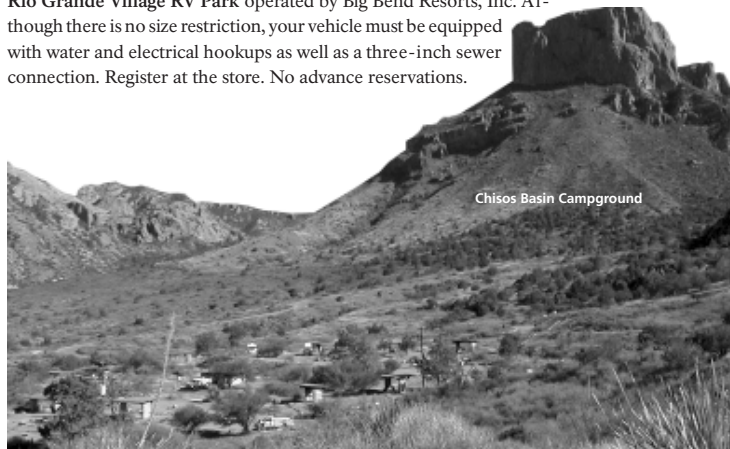 Rio Grande Village RV Park operated by Big Bend Resorts, Inc. Al-
though there is no size restriction, your vehicle must be equipped
with water and electrical hookups as well as a three-inch sewer
connection. Register at the store. No advance reservations.
Chisos Basin Campground